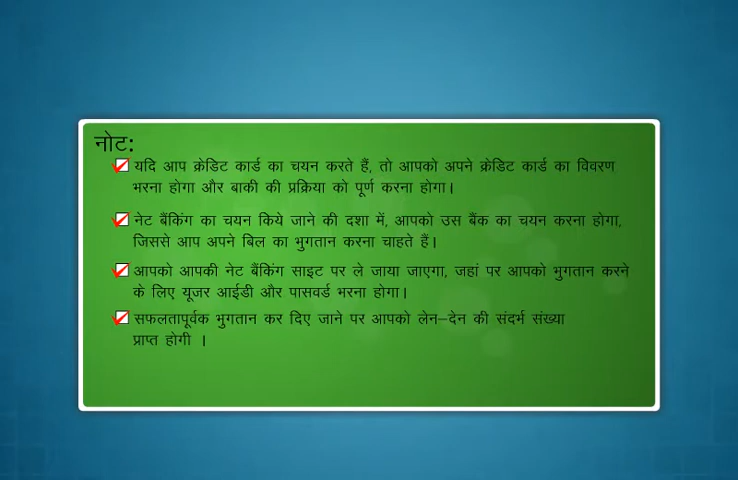 नोट:
यदि आप क्रेडिट कार्ड का चयन करते हैं, तो आपको अपने क्रेडिट कार्ड का विवरण
भरना होगा और बाकी की प्रक्रिया को पूर्ण करना होगा।
नेट बैंकिंग का चयन किये जाने की दशा में, आपको उस बैंक का चयन करना होगा,
जिससे आप अपने बिल का भुगतान करना चाहते हैं।
आपको आपकी नेट बैंकिंग साइट पर ले जाया जाएगा, जहां पर आपको भुगतान करने
के लिए यूजर आईडी और पासवर्ड भरना होगा।
सफलतापूर्वक भुगतान कर दिए जाने पर आपको लेन–देन की संदर्भ संख्या
प्राप्त होगी ।